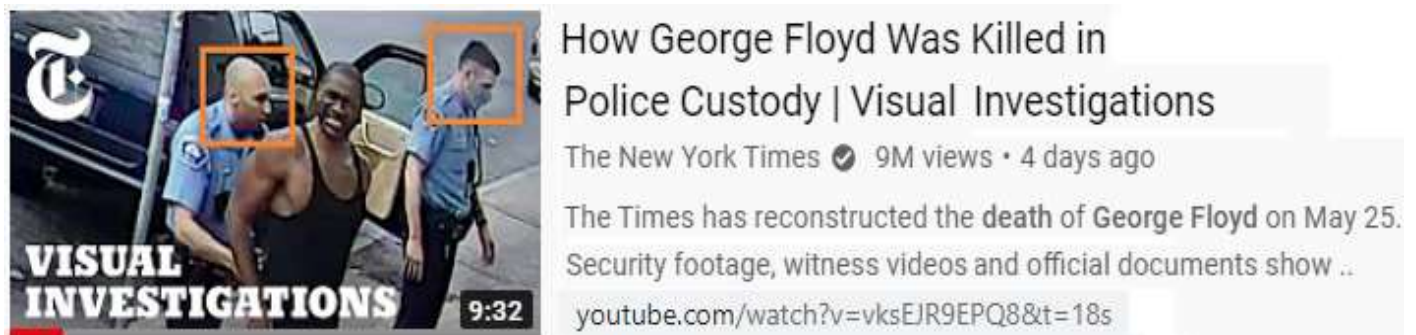 VISUAL
INVESTIGATIONS
9:32
How George Floyd Was Killed in
Police Custody | Visual Investigations
The New York Times 9M views • 4 days ago
The Times has reconstructed the death of George Floyd on May 25.
Security footage, witness videos and official documents show ..
youtube.com/watch?v=vksEJR9EPQ8&t=18s